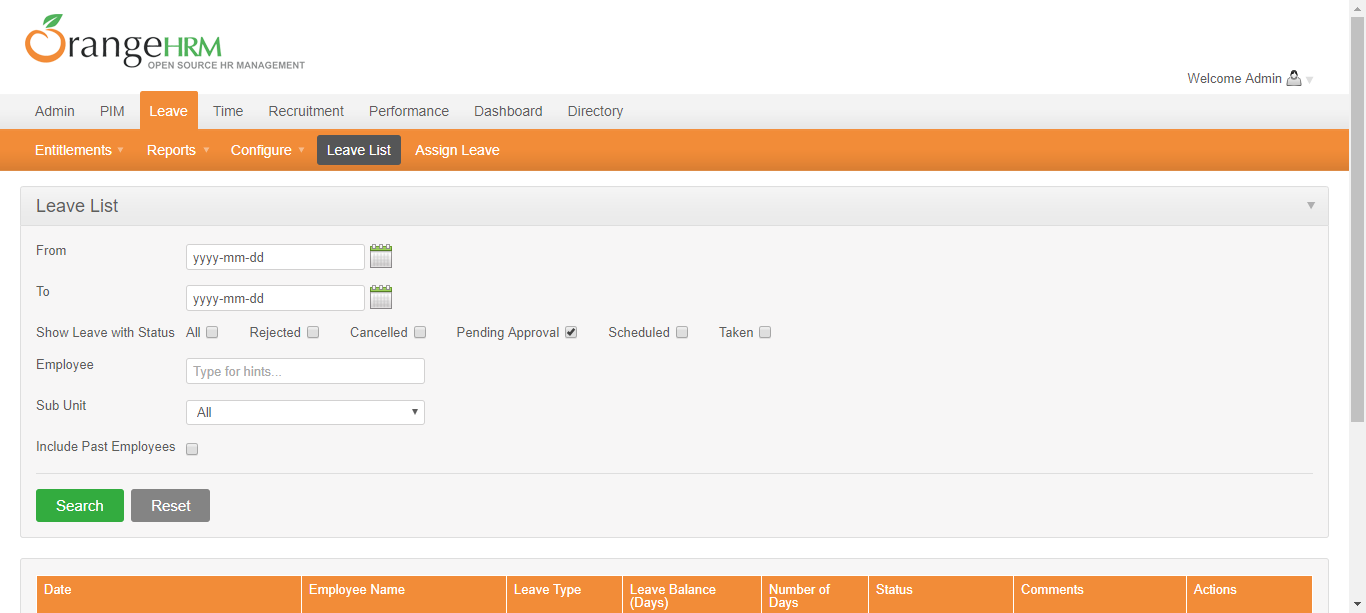 OrangeHRM
OPEN SOURCE HR MANAGEMENT
Welcome Admin
Admin PIM Leave Time Recruitment Performance Dashboard Directory
Entitlements Reports Configure Leave List Assign Leave
Leave List
From yyyy-mm-dd
To yyyy-mm-dd
Show Leave with Status All Rejected Cancelled Pending Approval Scheduled Taken
Employee Type for hints...
Sub Unit All
Include Past Employees
Search Reset
Date Employee Name Leave Type Leave Balance (Days) Number of Days Status Comments Actions